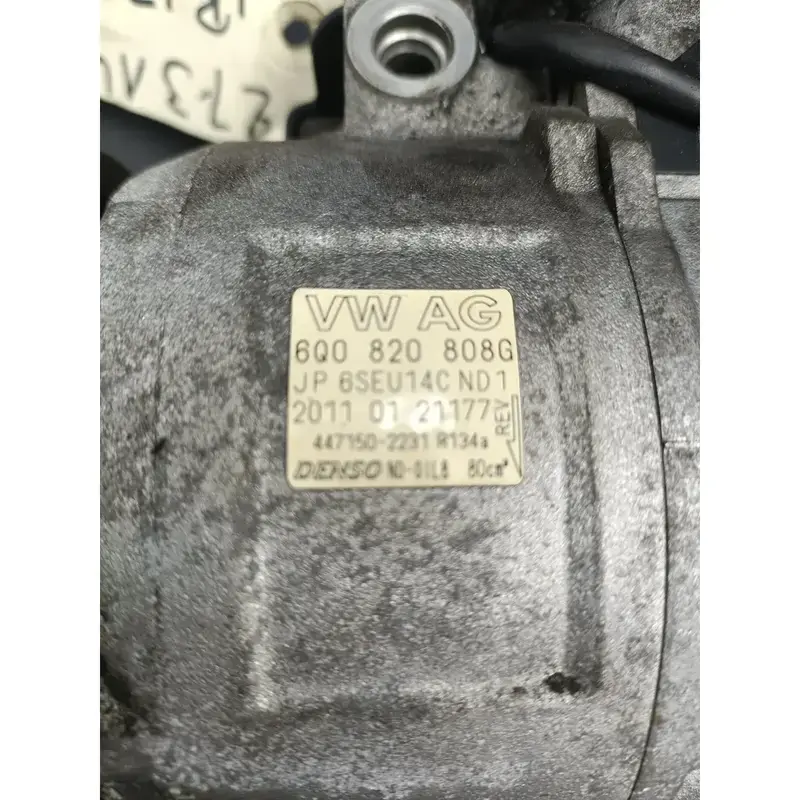 VW AG
6Q0 820 808G
JP 6SEU14C ND1
2011 01 21177
REV
447150-2231 R134a
DENSO ND-OIL8 80cm³